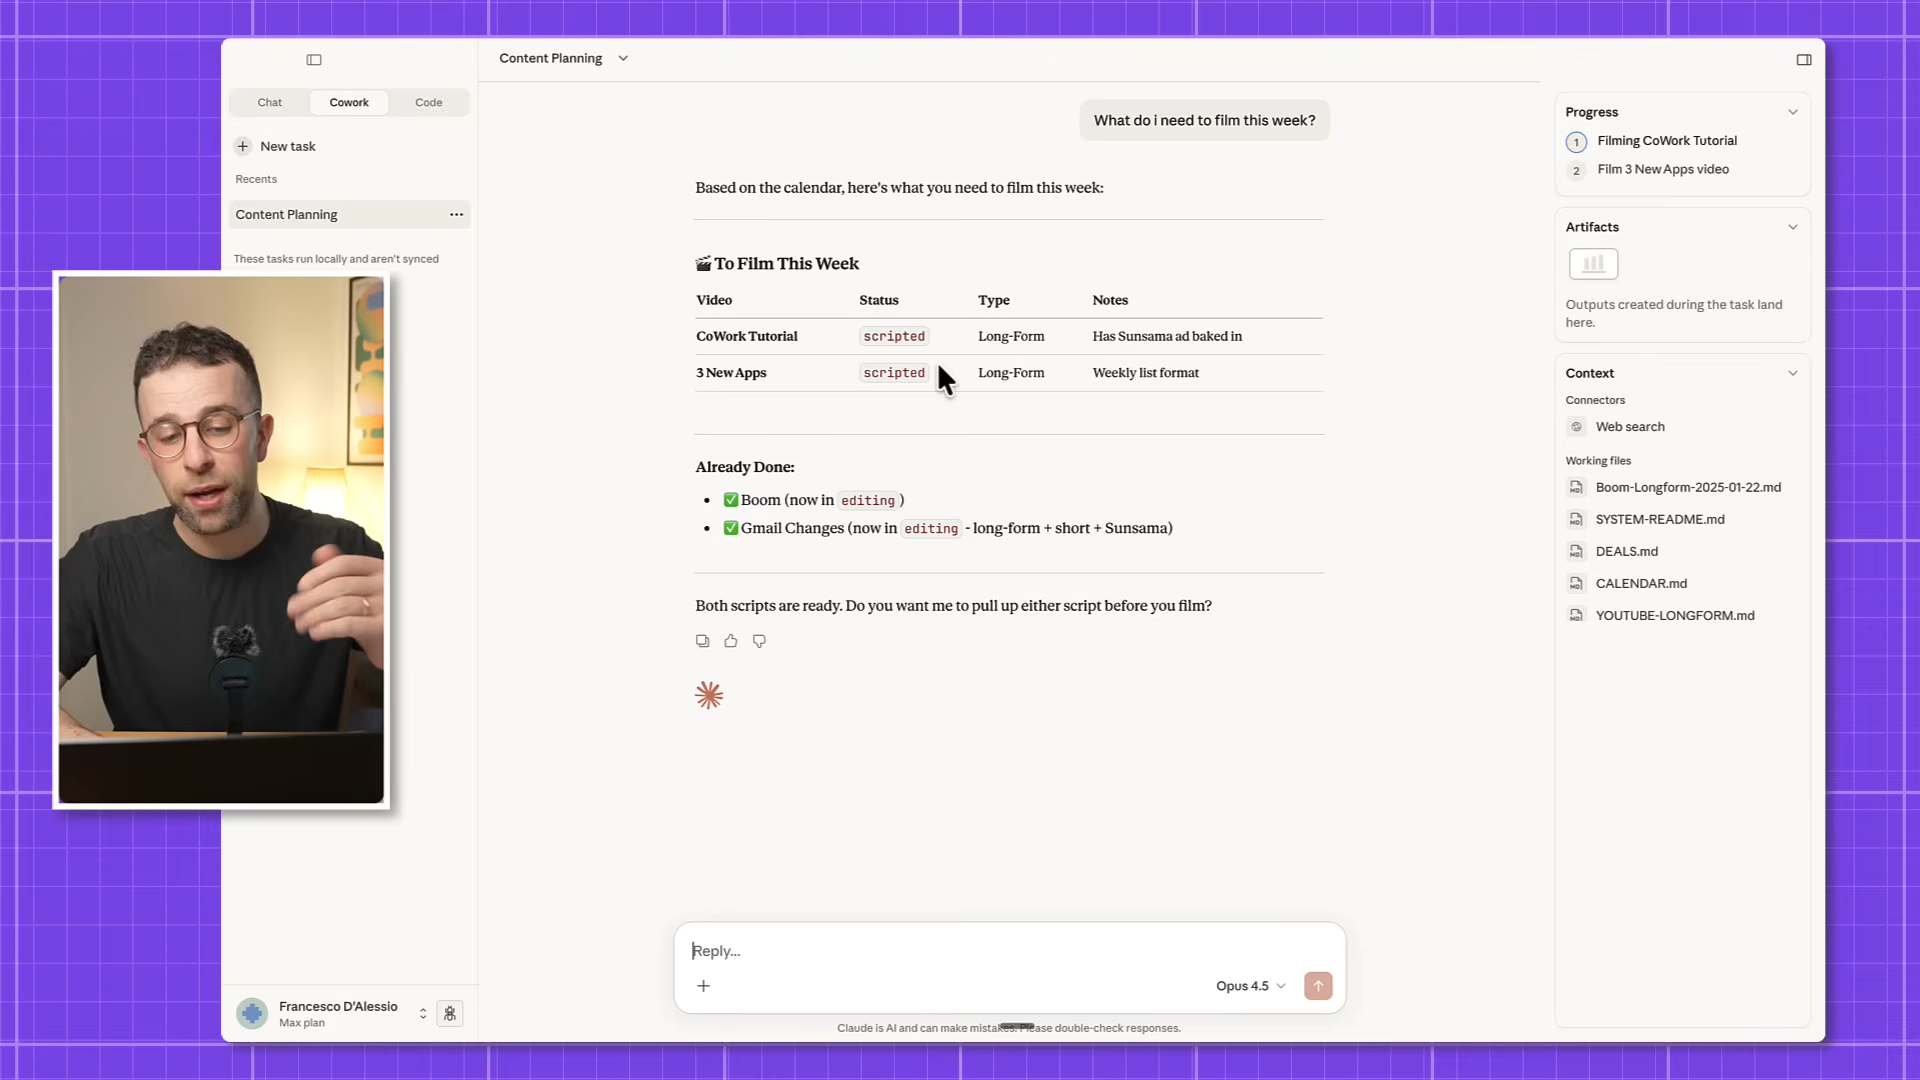 Content Planning
Chat Cowork Code
New task
Recents
Content Planning
These tasks run locally and aren't synced
Francesco D'Alessio
Max plan
What do i need to film this week?
Based on the calendar, here's what you need to film this week:
🎬 To Film This Week
Video Status Type Notes
CoWork Tutorial scripted Long-Form Has Sunsama ad baked in
3 New Apps scripted Long-Form Weekly list format
Already Done:
• ✅ Boom (now in editing )
• ✅ Gmail Changes (now in editing - long-form + short + Sunsama)
Both scripts are ready. Do you want me to pull up either script before you film?
Reply...
Opus 4.5
Claude is AI and can make mistakes. Please double-check responses.
Progress
1 Filming CoWork Tutorial
2 Film 3 New Apps video
Artifacts
Outputs created during the task land
here.
Context
Connectors
Web search
Working files
Boom-Longform-2025-01-22.md
SYSTEM-README.md
DEALS.md
CALENDAR.md
YOUTUBE-LONGFORM.md